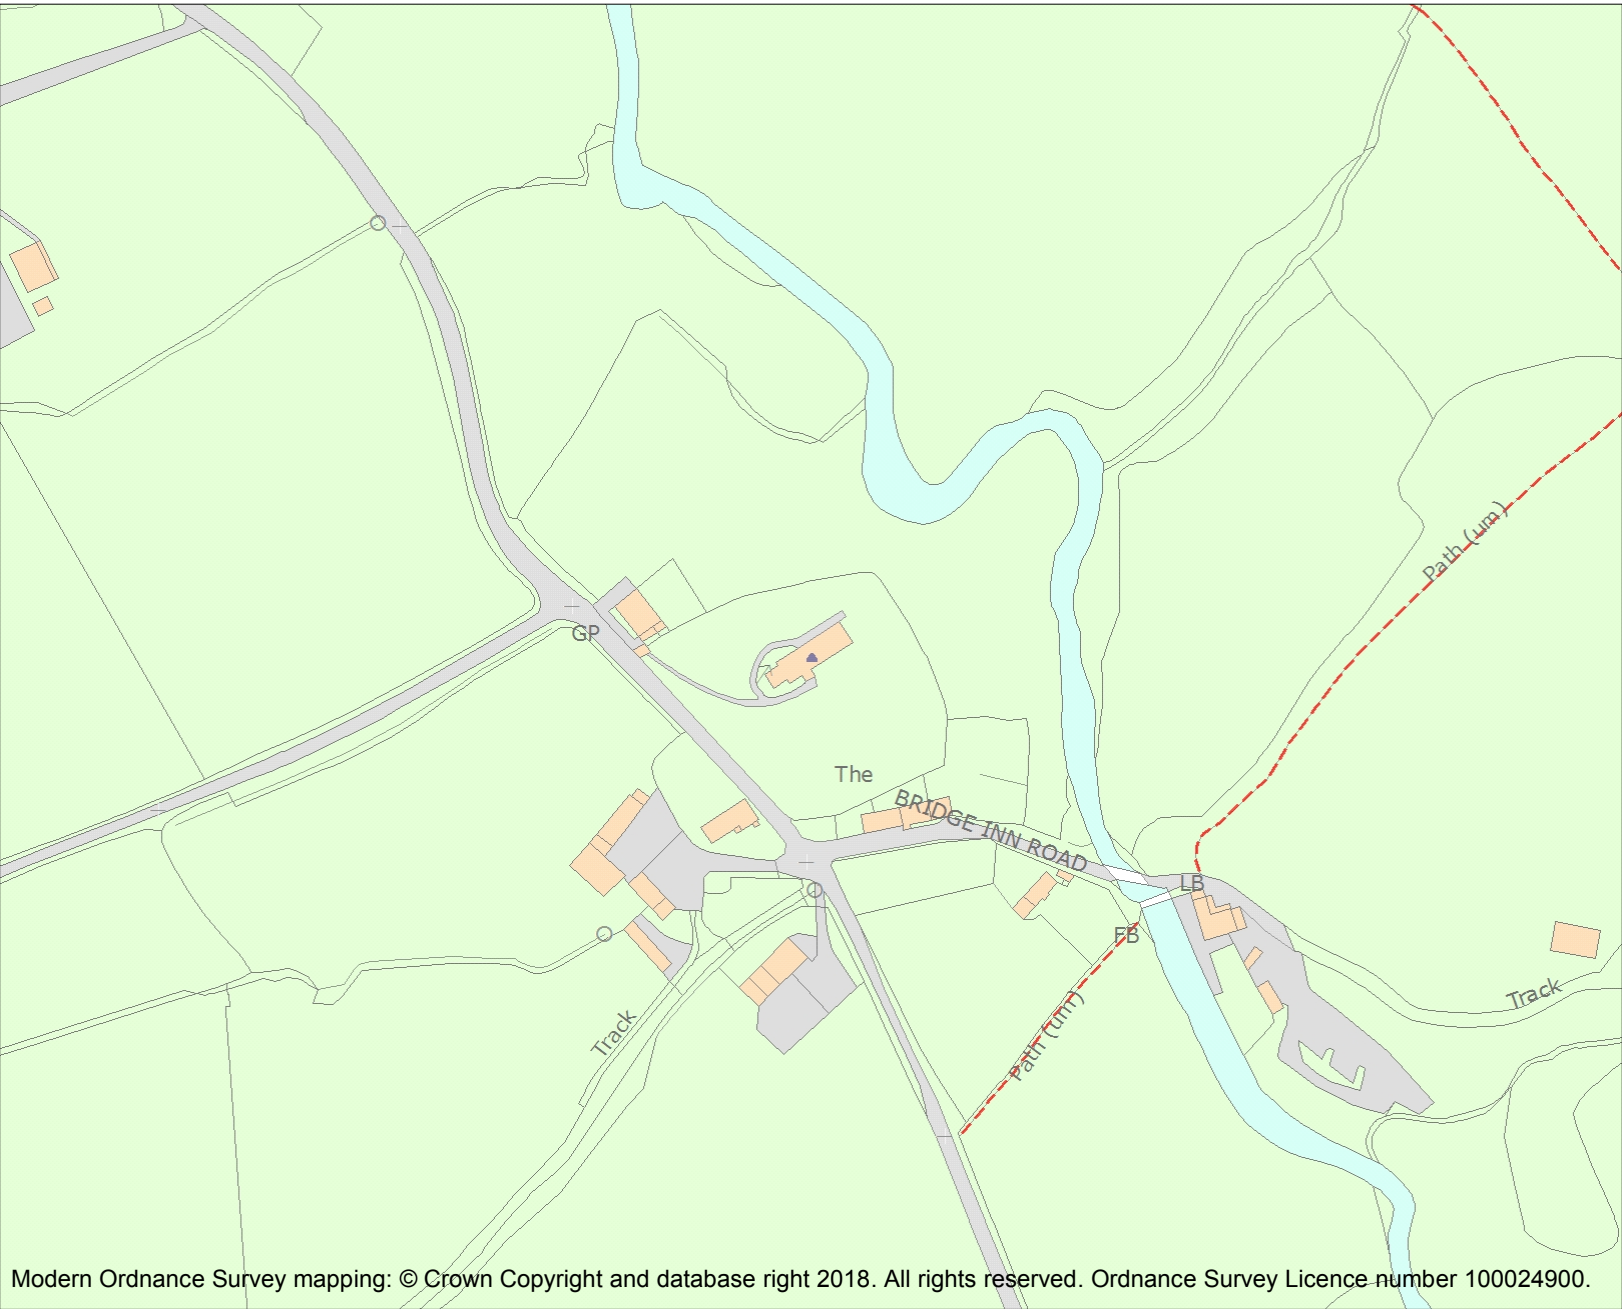 Path (um)
GP
The
BRIDGE INN ROAD
LB
FB
Track
Track
Path (um)
Modern Ordnance Survey mapping: © Crown Copyright and database right 2018. All rights reserved. Ordnance Survey Licence number 100024900.